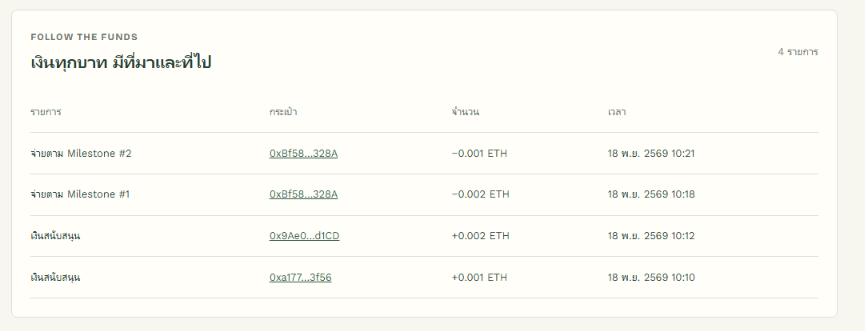 FOLLOW THE FUNDS
เงินทุกบาท มีที่มาและที่ไป
4 รายการ
รายการ กระเป๋า จำนวน เวลา
จ่ายตาม Milestone #2 0xBf58...328A −0.001 ETH 18 พ.ย. 2569 10:21
จ่ายตาม Milestone #1 0xBf58...328A −0.002 ETH 18 พ.ย. 2569 10:18
เงินสนับสนุน 0x9Ae0...d1CD +0.002 ETH 18 พ.ย. 2569 10:12
เงินสนับสนุน 0xa177...3f56 +0.001 ETH 18 พ.ย. 2569 10:10